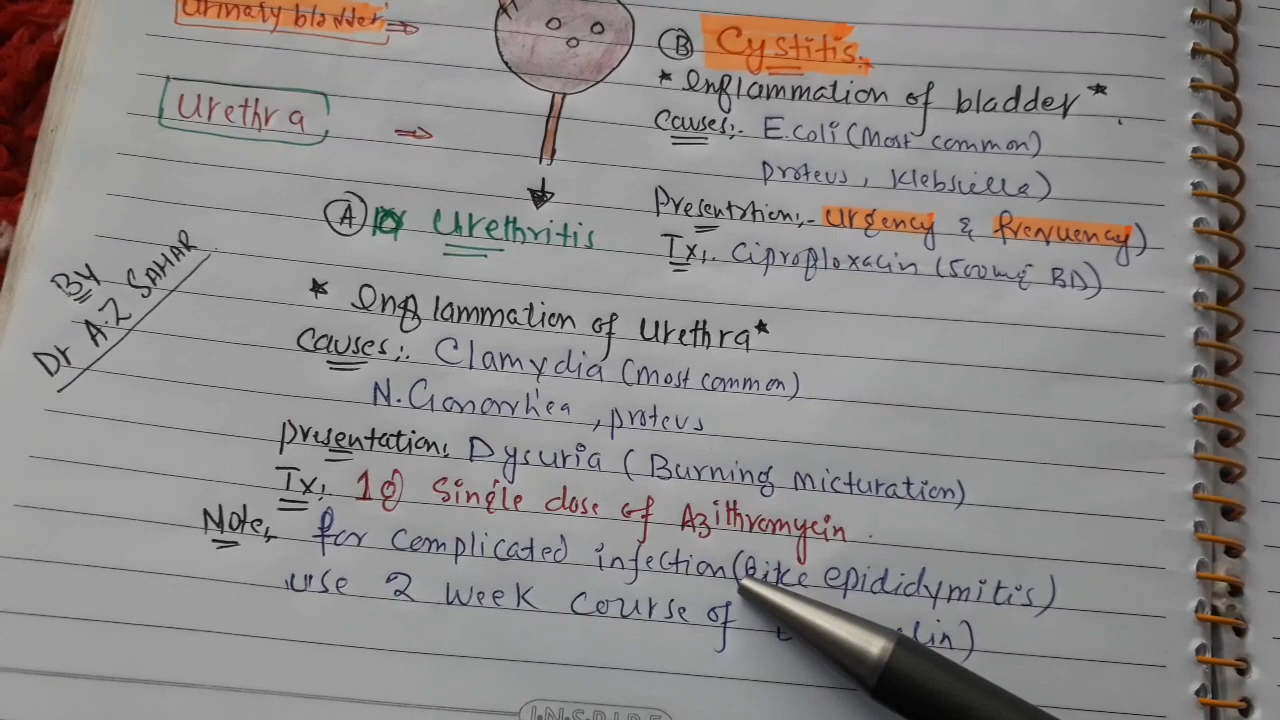 Urinary bladder
Urethra
(B) Cystitis
* Inflammation of bladder *
Causes:- E.coli (Most common)
proteus, Klebsiella)
Presentation:- urgency & frequency)
Tx:. Ciprofloxacin (500mg BD)
(A) Urethritis
BY
Dr A.Z SAHAR
* Inflammation of urethra *
Causes:. Clamydia (most common)
N. Gonorrhea, proteus
presentation: Dysuria (Burning micturation)
Tx: 1g Single dose of Azithromycin.
Note, for complicated infection (like epididymitis)
use 2 week course of
I.N.S.P.I.R.E